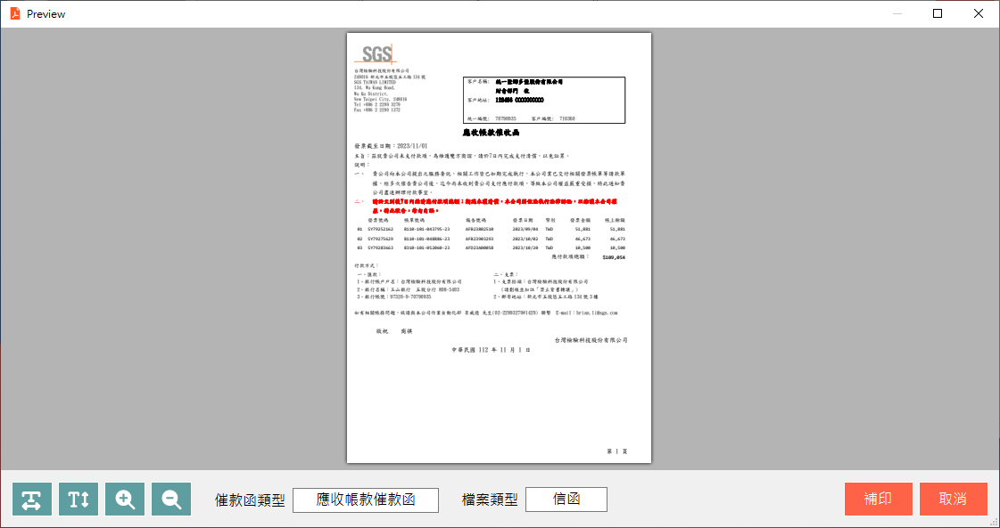 Preview
SGS
台灣檢驗科技股份有限公司
248016 新北市五股區五工路 134 號
SGS TAIWAN LIMITED
134, Wu Kung Road,
Wu Ku District,
New Taipei City, 248016
Tel +886 2 2299 3279
Fax +886 2 2298 1372
客戶名稱: 股份有限公司
財會部門 收
客戶地址:
統一編號: 70790935 客戶編號: 710360
應收帳款催收函
發票截至日期:2023/11/01
主旨:茲就貴公司未支付款項,為維護雙方商誼,請於7日內完成支付清償,以免訟累。
說明:
一、 貴公司向本公司提出之服務委託,相關工作皆已如期完成執行,本公司業已交付相關發票帳單等請款單
據,經多次催告貴公司後,迄今尚未收到貴公司支付應付款項,等致本公司權益嚴重受損,特此通知貴
公司盡速辦理付款事宜。
二、
發票號碼 帳單號碼 報告號碼 發票日期 幣別 發票金額 帳上餘額
01 SY79252162 8110-101-043795-23 AFB23802510 2023/09/04 TWD 51,881 51,881
02 SY79275629 8110-101-048886-23 AFB23903293 2023/10/02 TWD 46,673 46,673
03 SY79283663 8310-101-052060-23 AFD23A00058 2023/10/20 TWD 10,500 10,500
應付款項總額: $109,054
付款方式:
一、匯款: 二、支票:
1、銀行帳戶戶名:台灣檢驗科技股份有限公司 1、支票抬頭:台灣檢驗科技股份有限公司
2、銀行名稱:玉山銀行 五股分行 808-5403 (請劃線並加註「禁止背書轉讓」)
3、銀行帳號:97320-9-70790935 2、郵寄地址:新北市五股區五工路 134 號 3 樓
如有相關帳務問題,敬請與本公司作業自動化部 先生(02-22993279#1429) 聯繫 E-mail:brian.li@sgs.com
敬祝 商祺
台灣檢驗科技股份有限公司
中華民國 112 年 11 月 1 日
第 1 頁
催款函類型 應收帳款催款函 檔案類型 信函 補印 取消